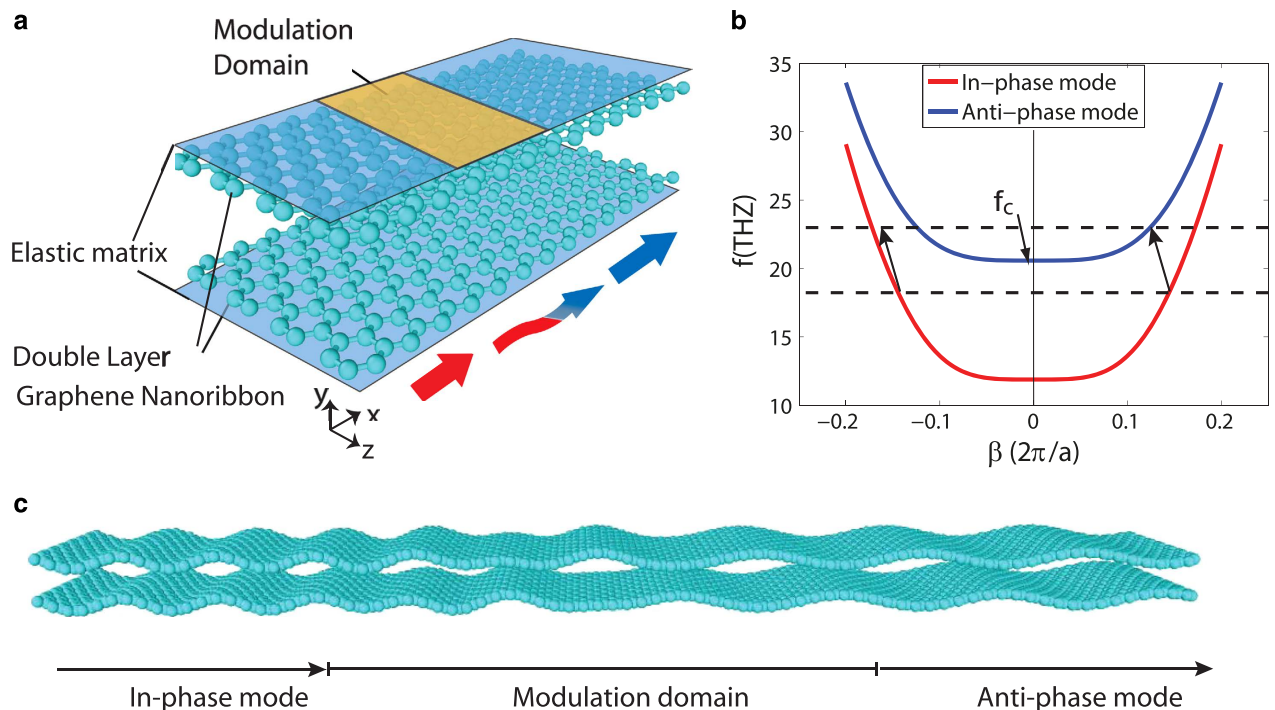 a
Modulation
Domain
Elastic matrix
Double Layer
Graphene Nanoribbon
y
x
z
b
35
30
25
20
15
10
f(THZ)
In−phase mode
Anti−phase mode
fC
−0.2
−0.1
0
0.1
0.2
β (2π/a)
c
In-phase mode
Modulation domain
Anti-phase mode